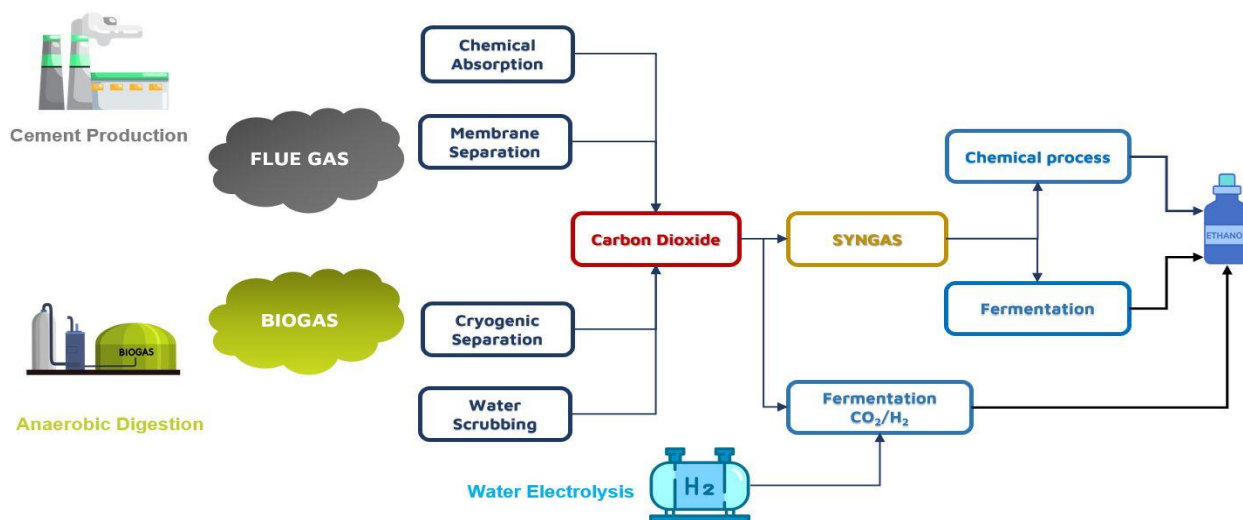 Cement Production
FLUE GAS
Chemical
Absorption
Membrane
Separation
Carbon Dioxide
SYNGAS
Chemical process
ETHANO
Fermentation
BIOGAS
BIOGAS
Anaerobic Digestion
Cryogenic
Separation
Water
Scrubbing
Fermentation
CO₂/H₂
Water Electrolysis
H2